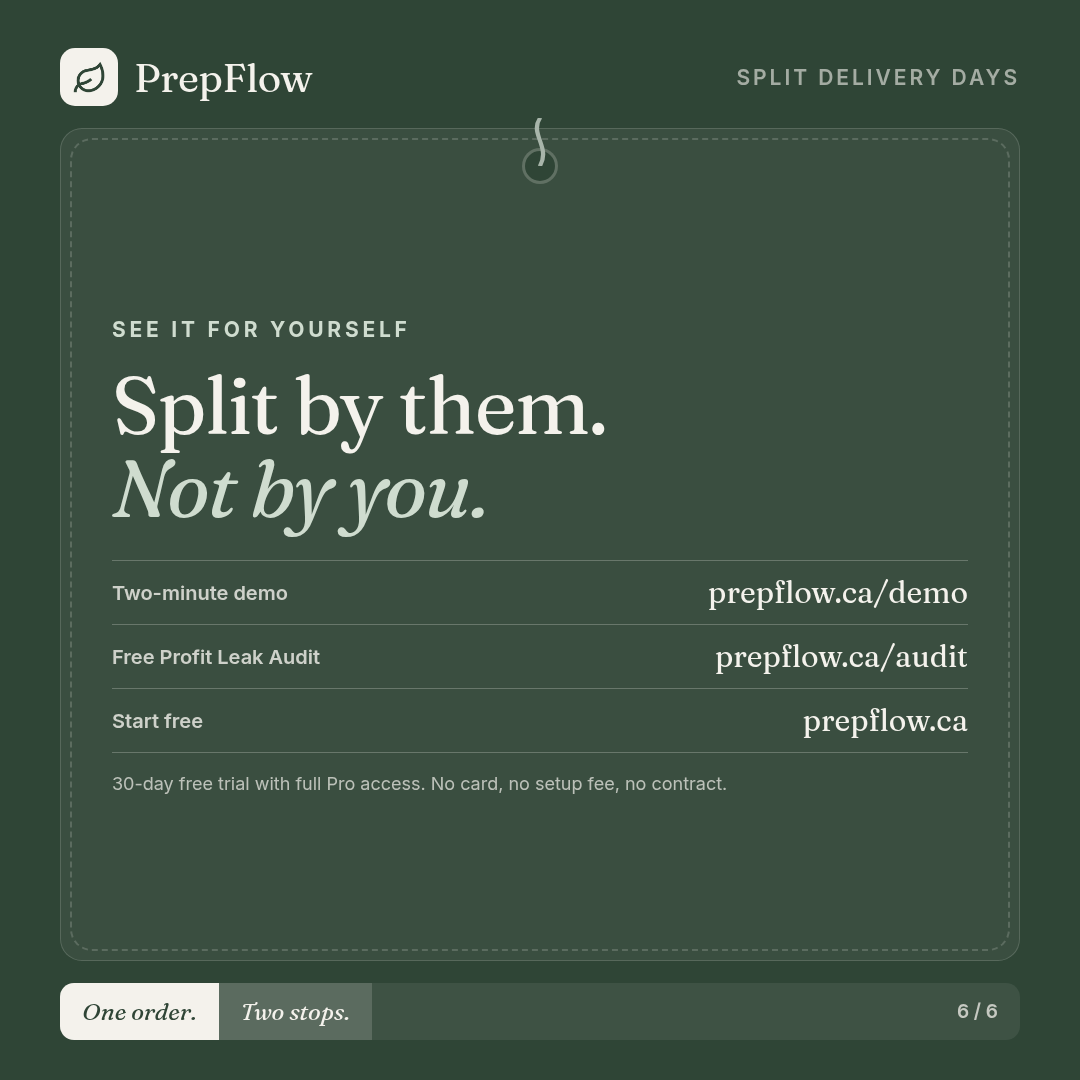 PrepFlow
SPLIT DELIVERY DAYS
SEE IT FOR YOURSELF
Split by them.
Not by you.
Two-minute demo
prepflow.ca/demo
Free Profit Leak Audit
prepflow.ca/audit
Start free
prepflow.ca
30-day free trial with full Pro access. No card, no setup fee, no contract.
One order.
Two stops.
6 / 6